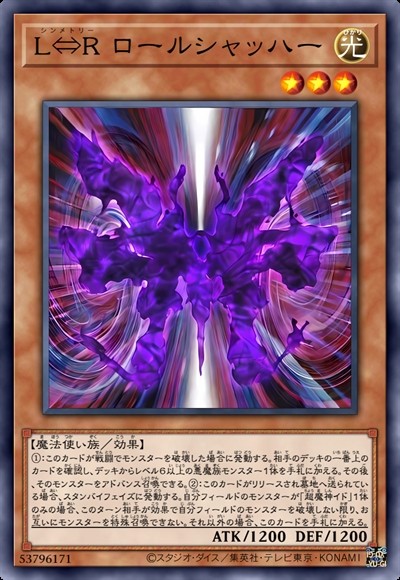 シンメトリー
L⇔R ロールシャッハー
ひかり
光
ATK/1200 DEF/1200
【魔法使い族／効果】
①：このカードが戦闘でモンスターを破壊した場合に発動する。相手のデッキの一番上
のカードを確認し、デッキからレベル６以上の悪魔族モンスター１体を手札に加える。その後、
そのモンスターをアドバンス召喚できる。②：このカードがリリースされ墓地へ送られている
場合、スタンバイフェイズに発動する。自分フィールドのモンスターが「超魔神イド」１体
のみの場合、このターン相手が効果で自分フィールドのモンスターを破壊しない限り、お
互いにモンスターを特殊召喚できない。それ以外の場合、このカードを手札に加える。
ATK/1200 DEF/1200
53796171
©スタジオ・ダイス／集英社・テレビ東京・KONAMI